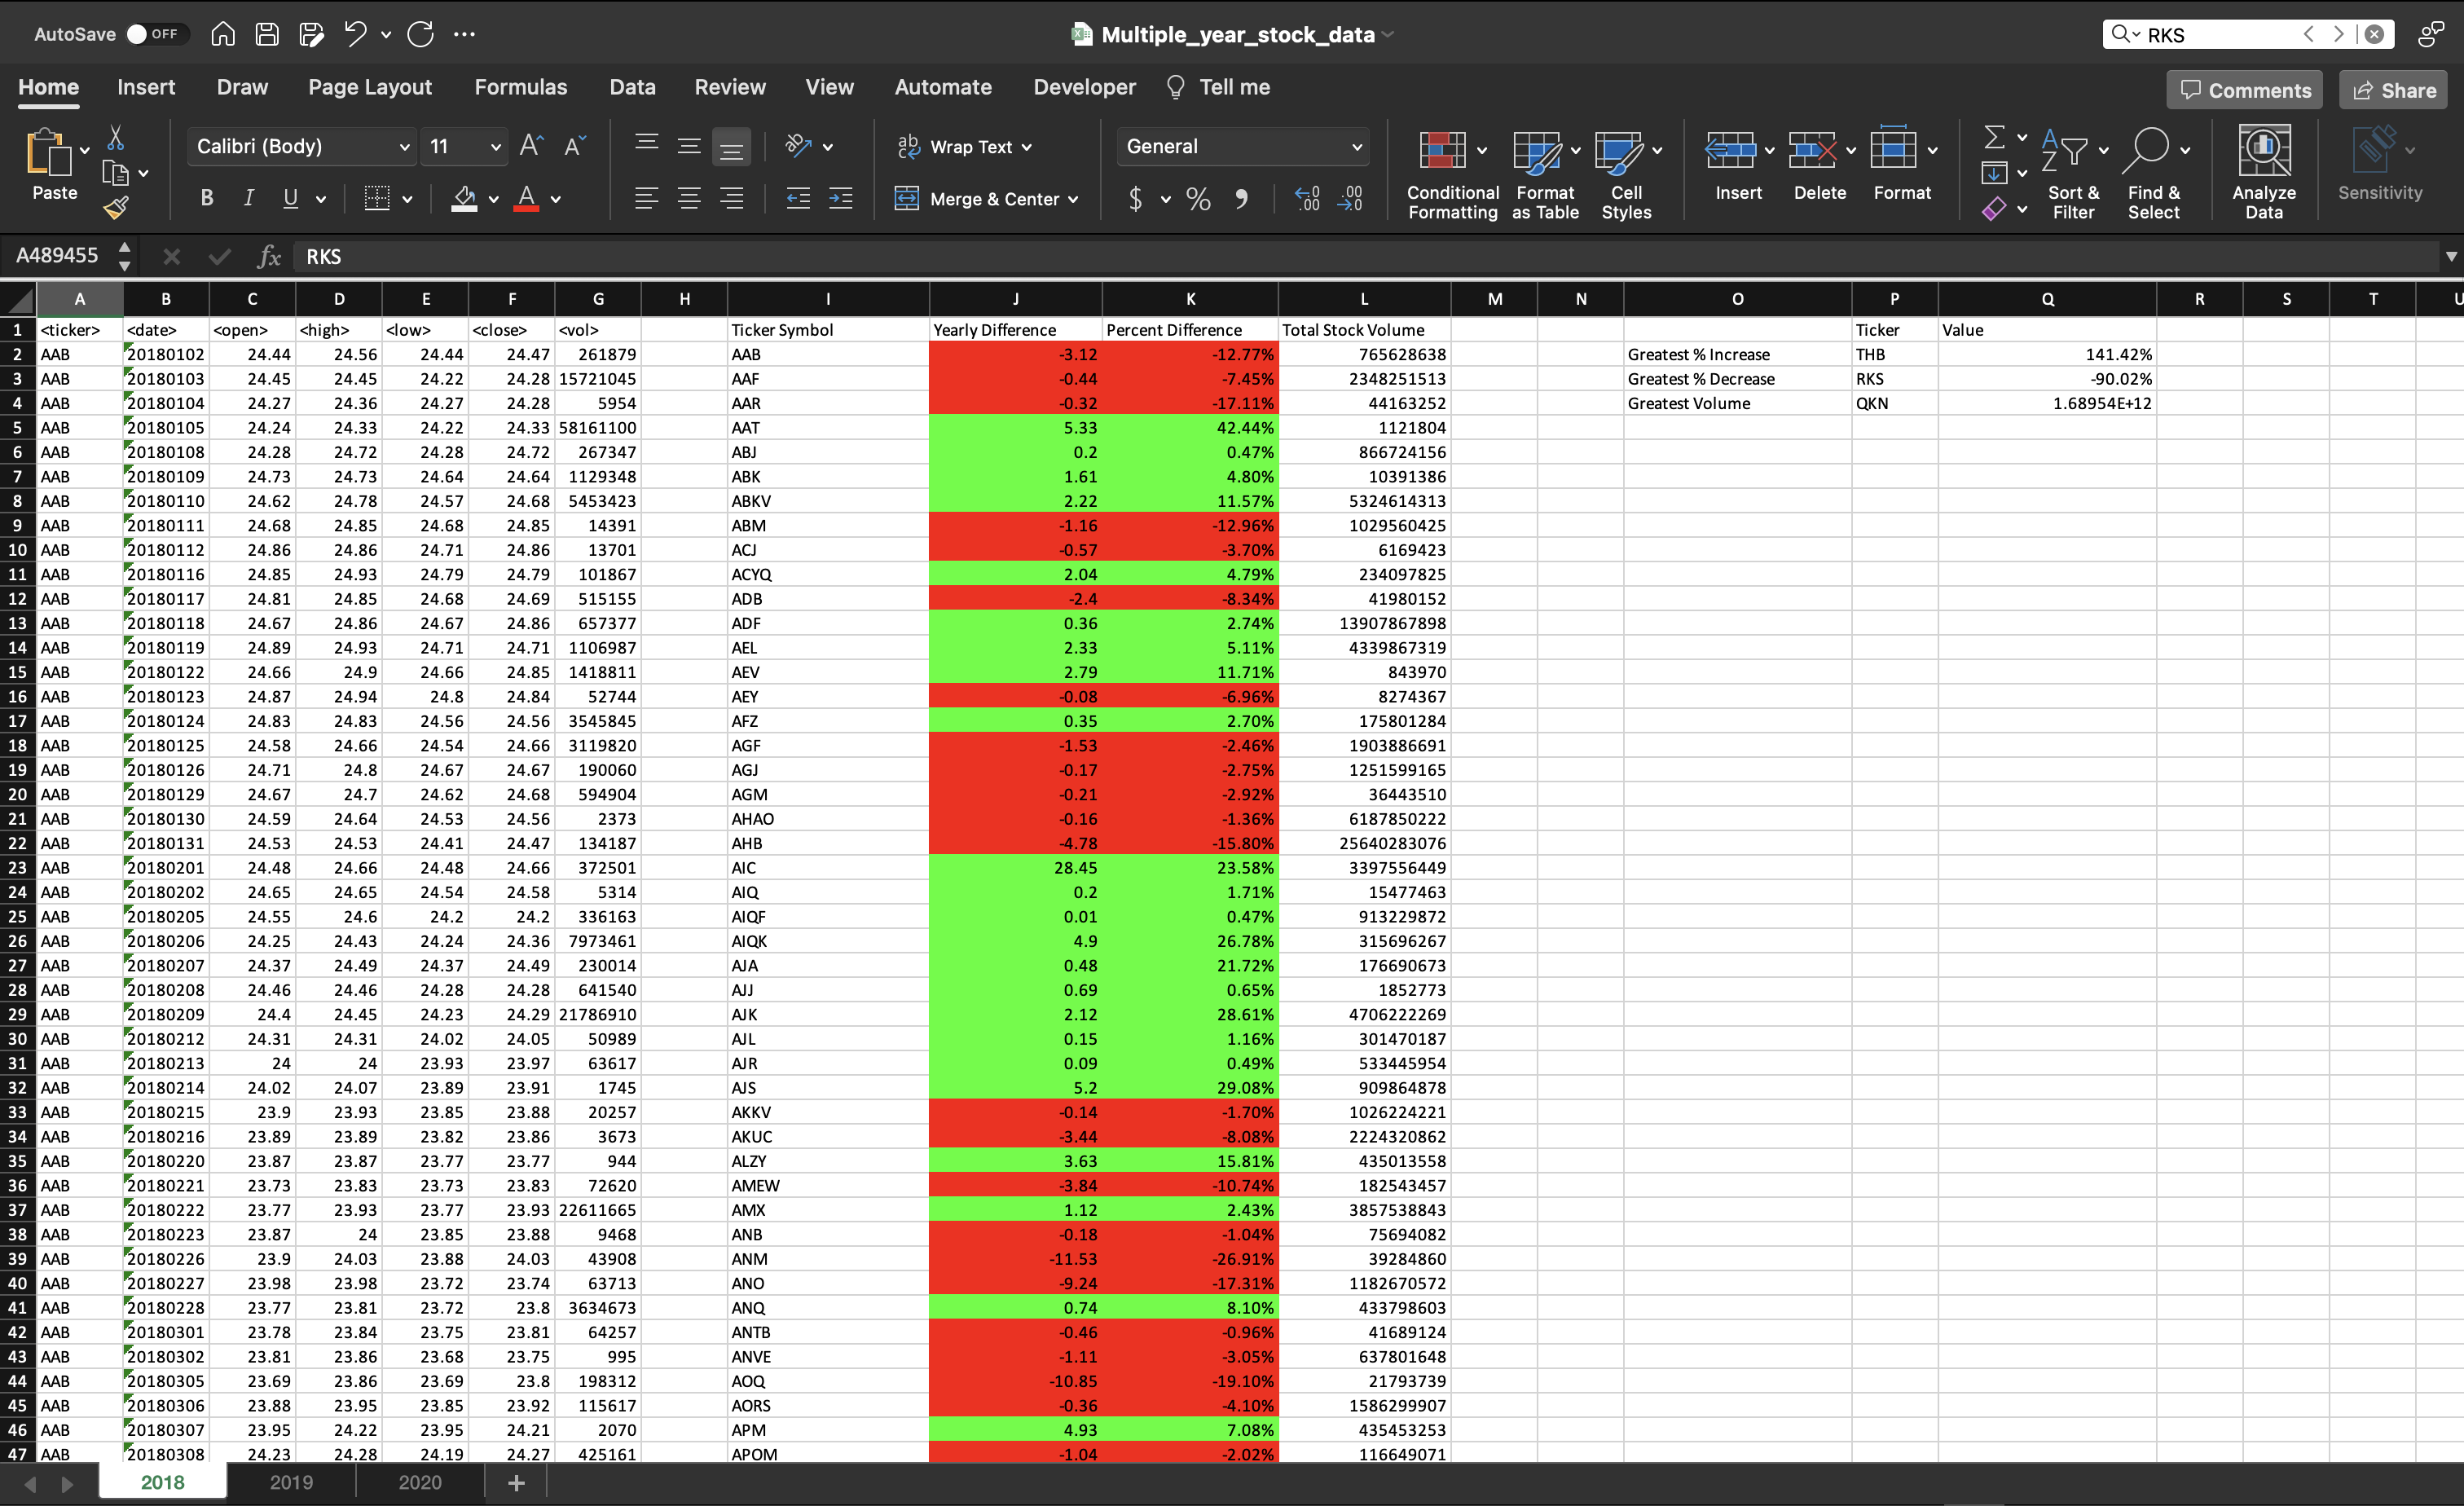 AutoSave OFF Multiple_year_stock_data RKS
Home Insert Draw Page Layout Formulas Data Review View Automate Developer Tell me Comments Share
Paste Calibri (Body) 11 A A Wrap Text General Conditional Formatting Format as Table Cell Styles Insert Delete Format Sort & Filter Find & Select Analyze Data Sensitivity
B I U A Merge & Center $ % 9 .00 .0 .00 .0
A489455 fx RKS
A B C D E F G H I J K L M N O P Q R S T U
1 <ticker> <date> <open> <high> <low> <close> <vol> Ticker Symbol Yearly Difference Percent Difference Total Stock Volume Ticker Value
2 AAB 20180102 24.44 24.56 24.44 24.47 261879 AAB -3.12 -12.77% 765628638 Greatest % Increase THB 141.42%
3 AAB 20180103 24.45 24.45 24.22 24.28 15721045 AAF -0.44 -7.45% 2348251513 Greatest % Decrease RKS -90.02%
4 AAB 20180104 24.27 24.36 24.27 24.28 5954 AAR -0.32 -17.11% 44163252 Greatest Volume QKN 1.68954E+12
5 AAB 20180105 24.24 24.33 24.22 24.33 58161100 AAT 5.33 42.44% 1121804
6 AAB 20180108 24.28 24.72 24.28 24.72 267347 ABJ 0.2 0.47% 866724156
7 AAB 20180109 24.73 24.73 24.64 24.64 1129348 ABK 1.61 4.80% 10391386
8 AAB 20180110 24.62 24.78 24.57 24.68 5453423 ABKV 2.22 11.57% 5324614313
9 AAB 20180111 24.68 24.85 24.68 24.85 14391 ABM -1.16 -12.96% 1029560425
10 AAB 20180112 24.86 24.86 24.71 24.86 13701 ACJ -0.57 -3.70% 6169423
11 AAB 20180116 24.85 24.93 24.79 24.79 101867 ACYQ 2.04 4.79% 234097825
12 AAB 20180117 24.81 24.85 24.68 24.69 515155 ADB -2.4 -8.34% 41980152
13 AAB 20180118 24.67 24.86 24.67 24.86 657377 ADF 0.36 2.74% 13907867898
14 AAB 20180119 24.89 24.93 24.71 24.71 1106987 AEL 2.33 5.11% 4339867319
15 AAB 20180122 24.66 24.9 24.66 24.85 1418811 AEV 2.79 11.71% 843970
16 AAB 20180123 24.87 24.94 24.8 24.84 52744 AEY -0.08 -6.96% 8274367
17 AAB 20180124 24.83 24.83 24.56 24.56 3545845 AFZ 0.35 2.70% 175801284
18 AAB 20180125 24.58 24.66 24.54 24.66 3119820 AGF -1.53 -2.46% 1903886691
19 AAB 20180126 24.71 24.8 24.67 24.67 190060 AGJ -0.17 -2.75% 1251599165
20 AAB 20180129 24.67 24.7 24.62 24.68 594904 AGM -0.21 -2.92% 36443510
21 AAB 20180130 24.59 24.64 24.53 24.56 2373 AHAO -0.16 -1.36% 6187850222
22 AAB 20180131 24.53 24.53 24.41 24.47 134187 AHB -4.78 -15.80% 25640283076
23 AAB 20180201 24.48 24.66 24.48 24.66 372501 AIC 28.45 23.58% 3397556449
24 AAB 20180202 24.65 24.65 24.54 24.58 5314 AIQ 0.2 1.71% 15477463
25 AAB 20180205 24.55 24.6 24.2 24.2 336163 AIQF 0.01 0.47% 913229872
26 AAB 20180206 24.25 24.43 24.24 24.36 7973461 AIQK 4.9 26.78% 315696267
27 AAB 20180207 24.37 24.49 24.37 24.49 230014 AJA 0.48 21.72% 176690673
28 AAB 20180208 24.46 24.46 24.28 24.28 641540 AJJ 0.69 0.65% 1852773
29 AAB 20180209 24.4 24.45 24.23 24.29 21786910 AJK 2.12 28.61% 4706222269
30 AAB 20180212 24.31 24.31 24.02 24.05 50989 AJL 0.15 1.16% 301470187
31 AAB 20180213 24 24 23.93 23.97 63617 AJR 0.09 0.49% 533445954
32 AAB 20180214 24.02 24.07 23.89 23.91 1745 AJS 5.2 29.08% 909864878
33 AAB 20180215 23.9 23.93 23.85 23.88 20257 AKKV -0.14 -1.70% 1026224221
34 AAB 20180216 23.89 23.89 23.82 23.86 3673 AKUC -3.44 -8.08% 2224320862
35 AAB 20180220 23.87 23.87 23.77 23.77 944 ALZY 3.63 15.81% 435013558
36 AAB 20180221 23.73 23.83 23.73 23.83 72620 AMEW -3.84 -10.74% 182543457
37 AAB 20180222 23.77 23.93 23.77 23.93 22611665 AMX 1.12 2.43% 3857538843
38 AAB 20180223 23.87 24 23.85 23.88 9468 ANB -0.18 -1.04% 75694082
39 AAB 20180226 23.9 24.03 23.88 24.03 43908 ANM -11.53 -26.91% 39284860
40 AAB 20180227 23.98 23.98 23.72 23.74 63713 ANO -9.24 -17.31% 1182670572
41 AAB 20180228 23.77 23.81 23.72 23.8 3634673 ANQ 0.74 8.10% 433798603
42 AAB 20180301 23.78 23.84 23.75 23.81 64257 ANTB -0.46 -0.96% 41689124
43 AAB 20180302 23.81 23.86 23.68 23.75 995 ANVE -1.11 -3.05% 637801648
44 AAB 20180305 23.69 23.86 23.69 23.8 198312 AOQ -10.85 -19.10% 21793739
45 AAB 20180306 23.88 23.95 23.85 23.92 115617 AORS -0.36 -4.10% 1586299907
46 AAB 20180307 23.95 24.22 23.95 24.21 2070 APM 4.93 7.08% 435453253
47 AAB 20180308 24.23 24.28 24.19 24.27 425161 APOM -1.04 -2.02% 116649071
2018 2019 2020 +